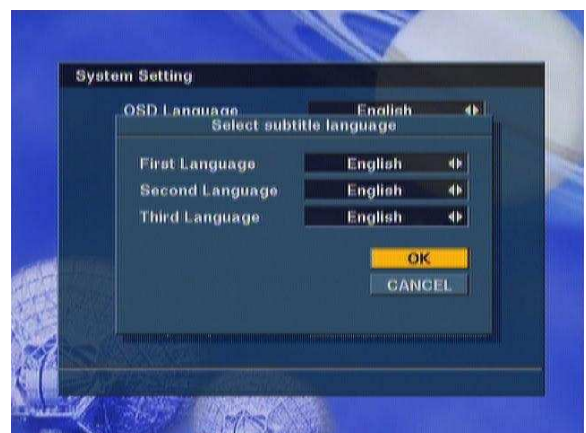 System Setting
OSD Language English
Select subtitle language
First Language English
Second Language English
Third Language English
OK
CANCEL